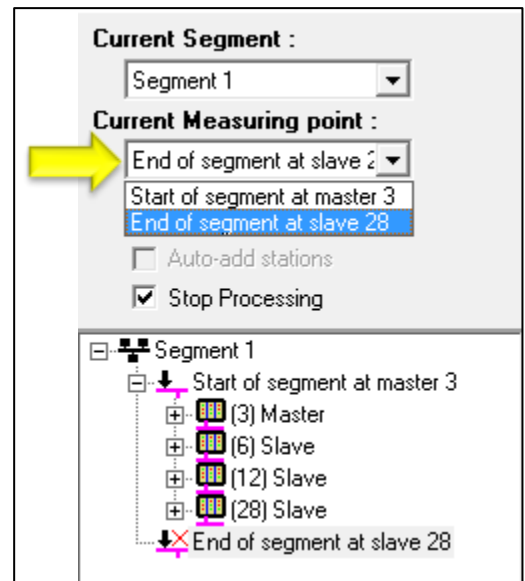 Current Segment :
Segment 1
Current Measuring point :
End of segment at slave 2
Start of segment at master 3
End of segment at slave 28
Auto-add stations
Stop Processing
Segment 1
Start of segment at master 3
(3) Master
(6) Slave
(12) Slave
(28) Slave
End of segment at slave 28